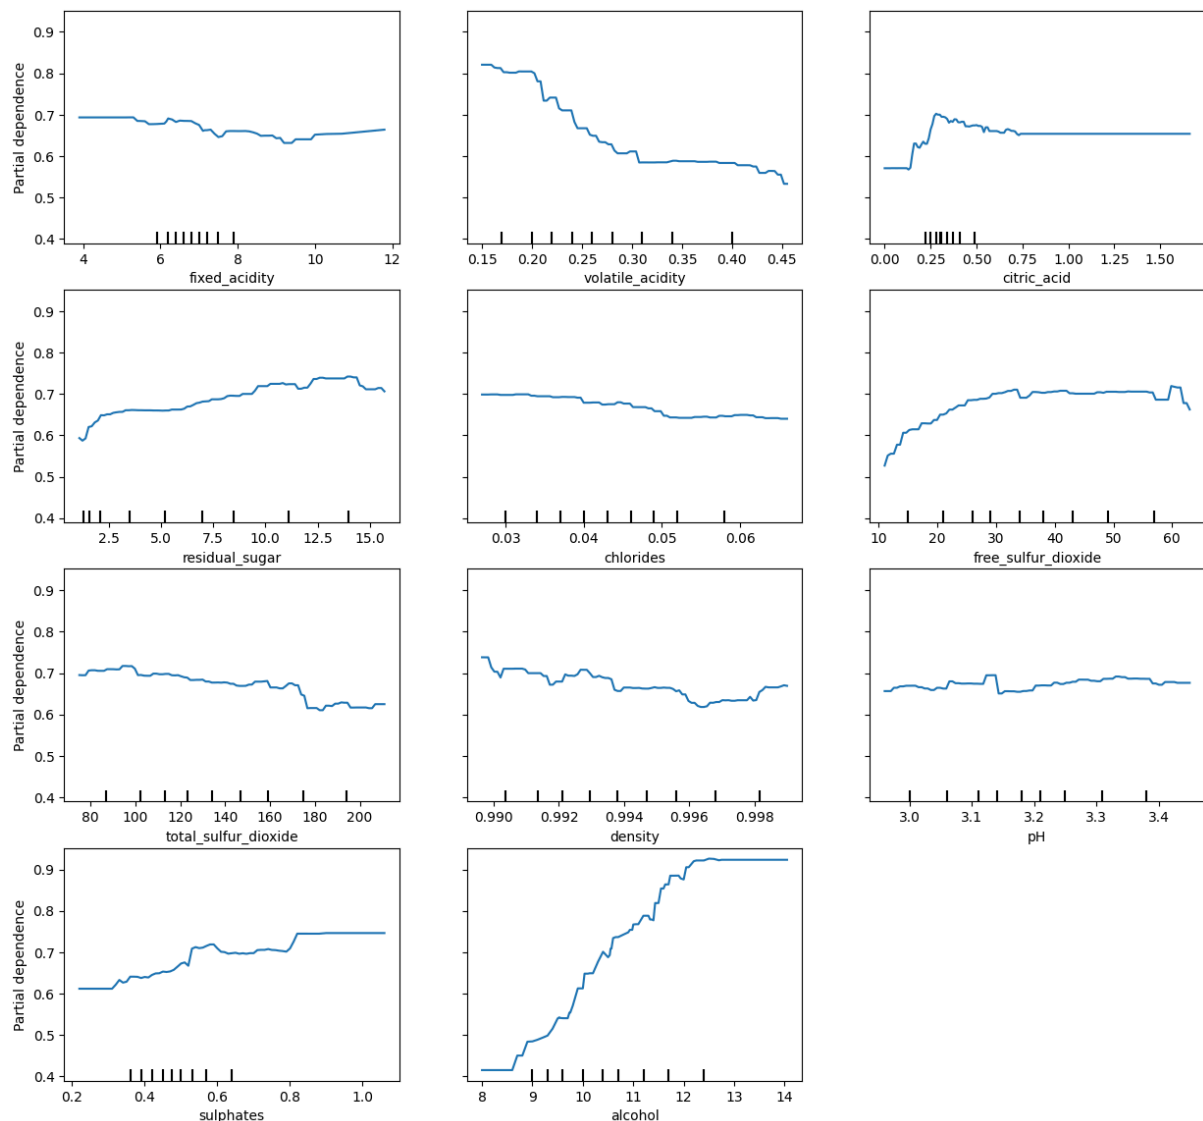 0.9
0.8
0.7
0.6
0.5
0.4
Partial dependence
4 6 8 10 12
fixed_acidity
0.15 0.20 0.25 0.30 0.35 0.40 0.45
volatile_acidity
0.00 0.25 0.50 0.75 1.00 1.25 1.50
citric_acid
0.9
0.8
0.7
0.6
0.5
0.4
Partial dependence
2.5 5.0 7.5 10.0 12.5 15.0
residual_sugar
0.03 0.04 0.05 0.06
chlorides
10 20 30 40 50 60
free_sulfur_dioxide
0.9
0.8
0.7
0.6
0.5
0.4
Partial dependence
80 100 120 140 160 180 200
total_sulfur_dioxide
0.990 0.992 0.994 0.996 0.998
density
3.0 3.1 3.2 3.3 3.4
pH
0.9
0.8
0.7
0.6
0.5
0.4
Partial dependence
0.2 0.4 0.6 0.8 1.0
sulphates
8 9 10 11 12 13 14
alcohol